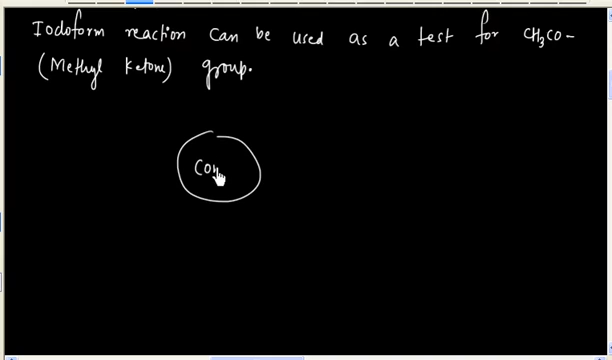 Iodoform reaction can be used as a test for CH₃CO-
(Methyl Ketone) group.